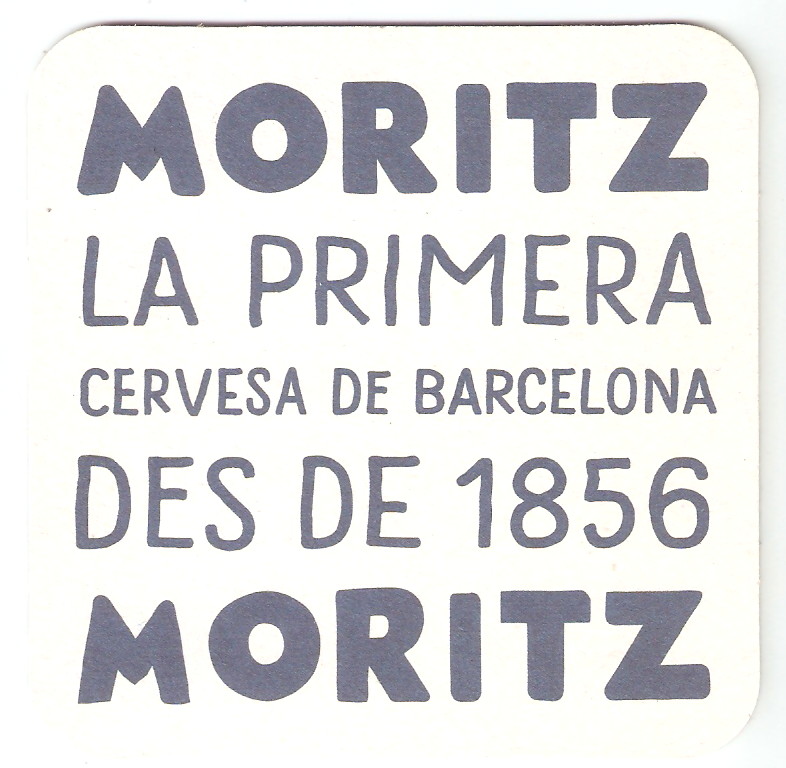 MORITZ
LA PRIMERA
CERVESA DE BARCELONA
DES DE 1856
MORITZ